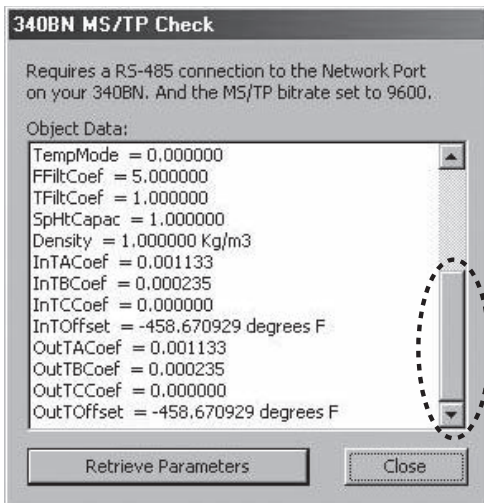 340BN MS/TP Check
Requires a RS-485 connection to the Network Port
on your 340BN. And the MS/TP bitrate set to 9600.
Object Data:
TempMode = 0.000000
FFiltCoef = 5.000000
TFiltCoef = 1.000000
SpHtCapac = 1.000000
Density = 1.000000 Kg/m3
InTACoef = 0.001133
InTBCoef = 0.000235
InTCCoef = 0.000000
InTOffset = -458.670929 degrees F
OutTACoef = 0.001133
OutTBCoef = 0.000235
OutTCCoef = 0.000000
OutTOffset = -458.670929 degrees F
Retrieve Parameters
Close